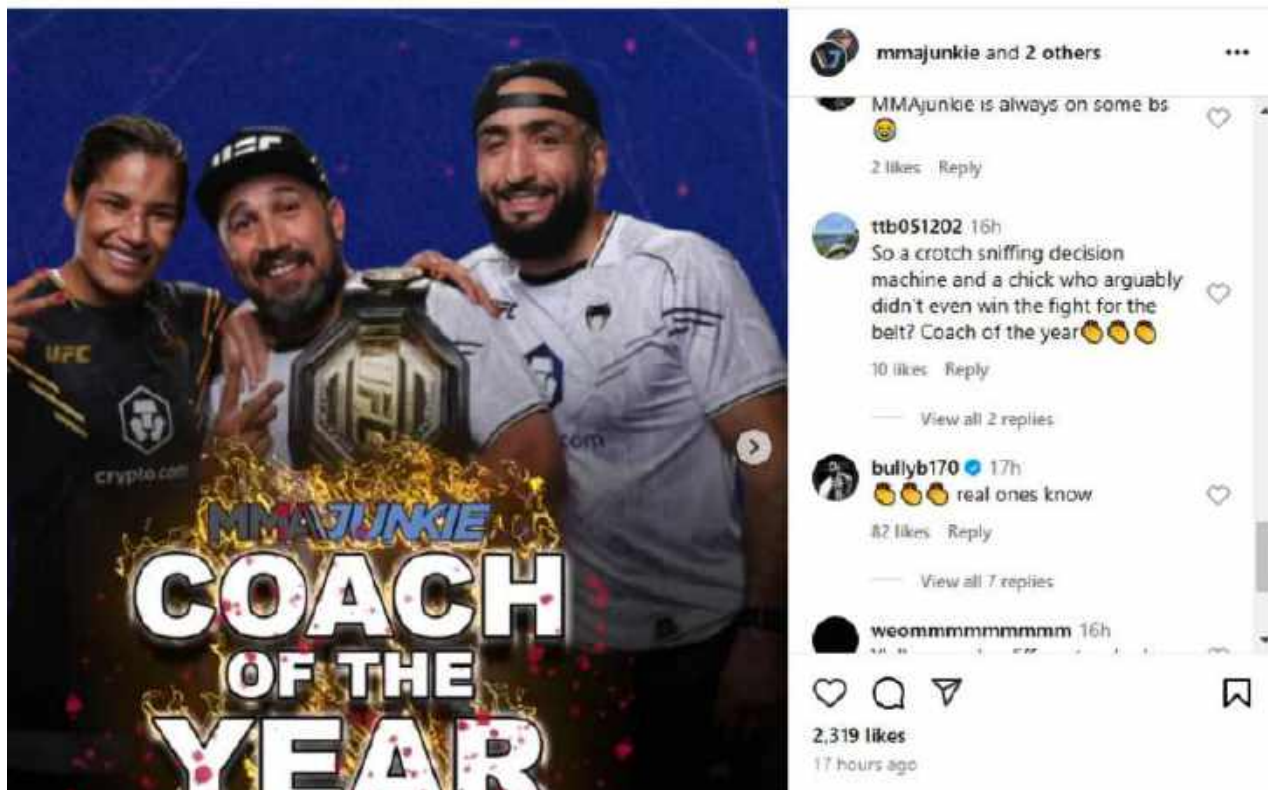 mmajunkie and 2 others
MMAjunkie is always on some bs
😂
2 likes Reply
ttb051202 16h
So a crotch sniffing decision
machine and a chick who arguably
didn't even win the fight for the
belt? Coach of the year👏👏👏
10 likes Reply
View all 2 replies
bullyb170 17h
👏👏👏 real ones know
82 likes Reply
View all 7 replies
weommmmmmmmm 16h
2,319 likes
17 hours ago
UFC
UFC
crypto.com
UFC
.com
MMAJUNKIE
COACH
OF THE
YEAR